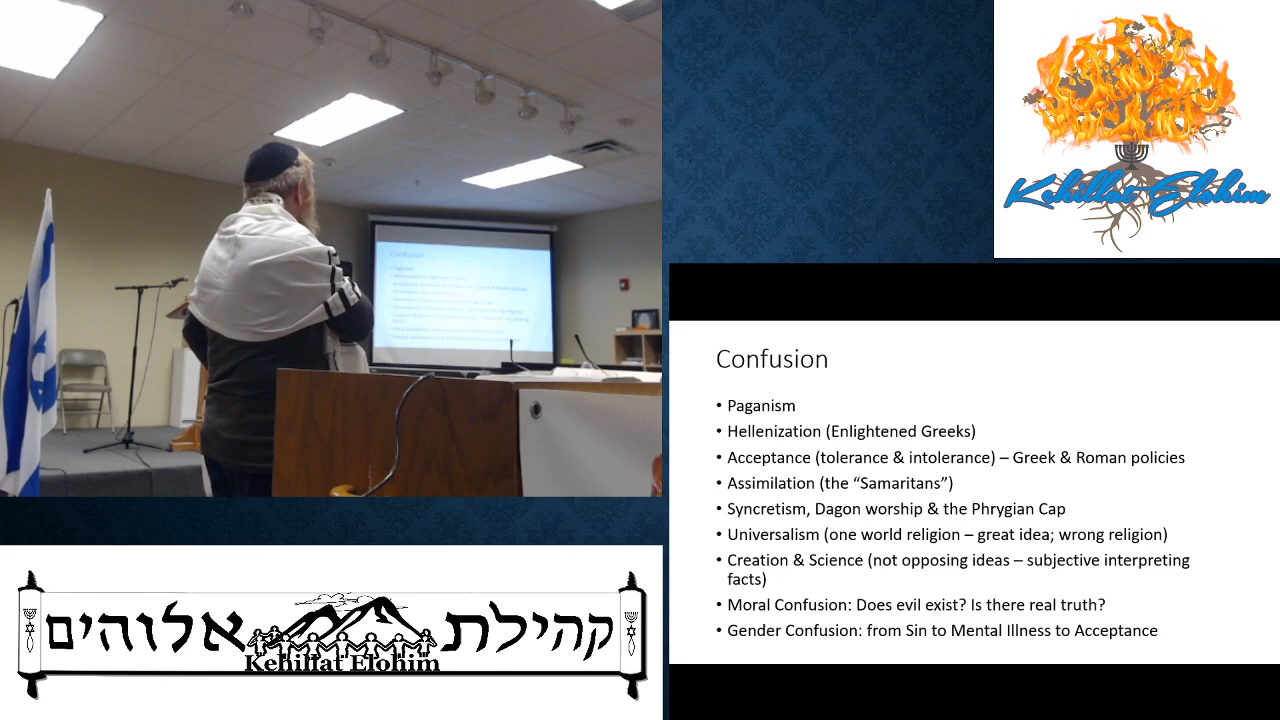 Kehillat Elohim
Confusion
• Paganism
• Hellenization (Enlightened Greeks)
• Acceptance (tolerance & intolerance) – Greek & Roman policies
• Assimilation (the “Samaritans”)
• Syncretism, Dagon worship & the Phrygian Cap
• Universalism (one world religion – great idea; wrong religion)
• Creation & Science (not opposing ideas – subjective interpreting
facts)
• Moral Confusion: Does evil exist? Is there real truth?
• Gender Confusion: from Sin to Mental Illness to Acceptance
קהילת אלוהים
Kehillat Elohim